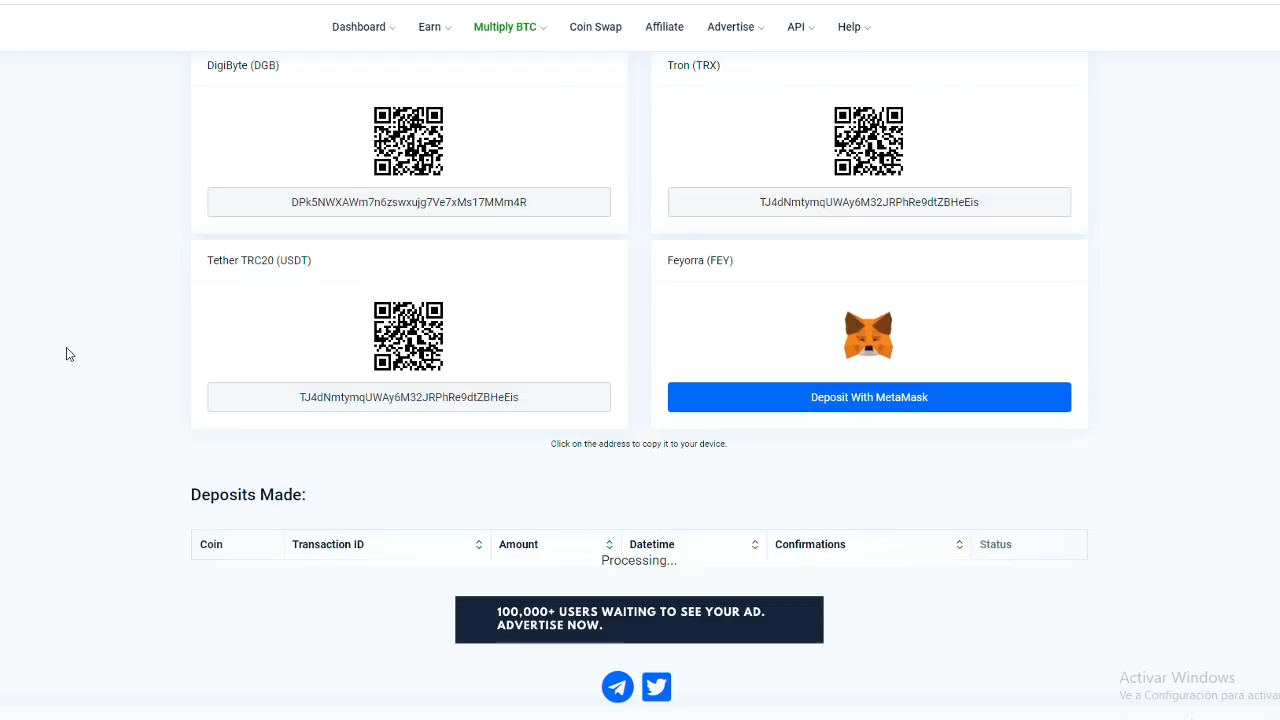 Dashboard Earn Multiply BTC Coin Swap Affiliate Advertise API Help
DigiByte (DGB)
Tron (TRX)
DPk5NWXAWm7n6zswxujg7Ve7xMs17MMm4R
TJ4dNmtymqUWAy6M32JRPhRe9dtZBHeEis
Tether TRC20 (USDT)
Feyorra (FEY)
TJ4dNmtymqUWAy6M32JRPhRe9dtZBHeEis
Deposit With MetaMask
Click on the address to copy it to your device.
Deposits Made:
Coin Transaction ID Amount Datetime Confirmations Status
Processing...
100,000+ USERS WAITING TO SEE YOUR AD.
ADVERTISE NOW.
Activar Windows
Ve a Configuración para activar